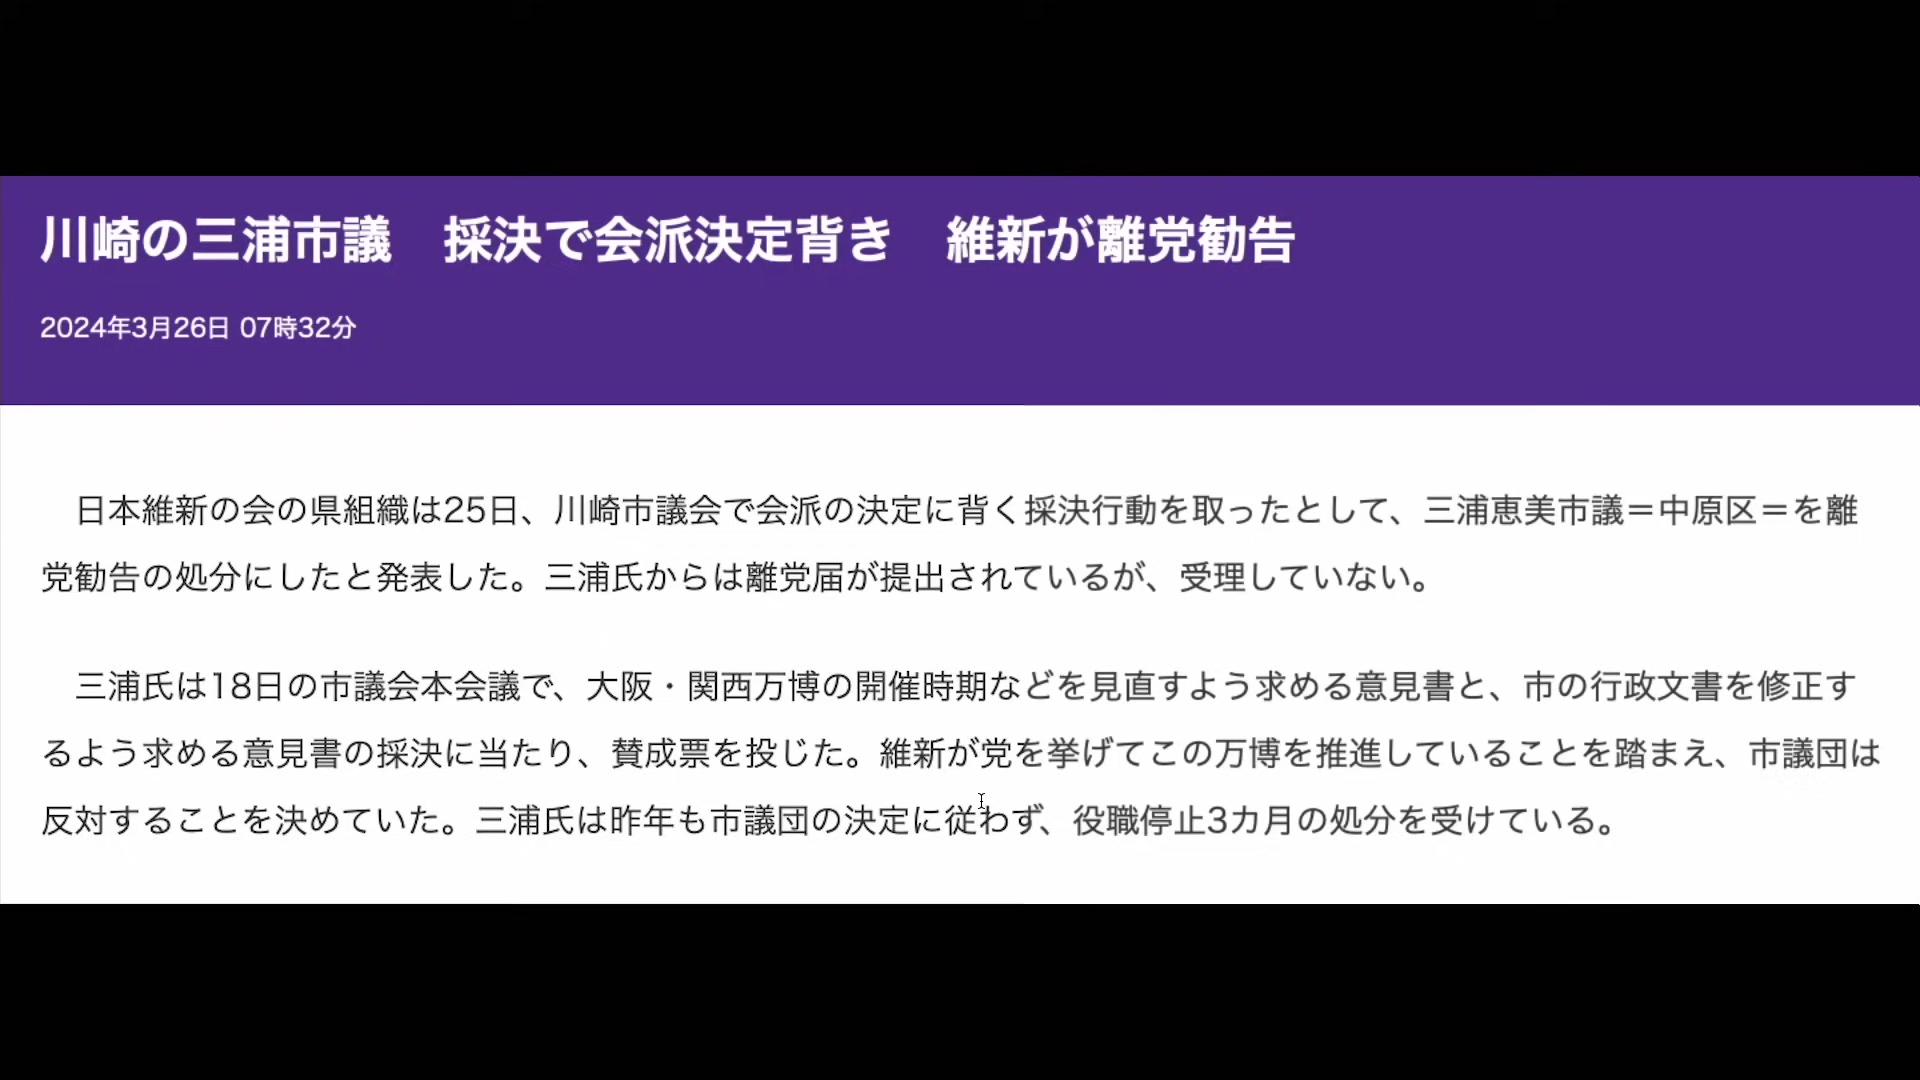 川崎の三浦市議　採決で会派決定背き　維新が離党勧告
2024年3月26日 07時32分
　日本維新の会の県組織は25日、川崎市議会で会派の決定に背く採決行動を取ったとして、三浦恵美市議＝中原区＝を離
党勧告の処分にしたと発表した。三浦氏からは離党届が提出されているが、受理していない。
　三浦氏は18日の市議会本会議で、大阪・関西万博の開催時期などを見直すよう求める意見書と、市の行政文書を修正す
るよう求める意見書の採決に当たり、賛成票を投じた。維新が党を挙げてこの万博を推進していることを踏まえ、市議団は
反対することを決めていた。三浦氏は昨年も市議団の決定に従わず、役職停止3カ月の処分を受けている。